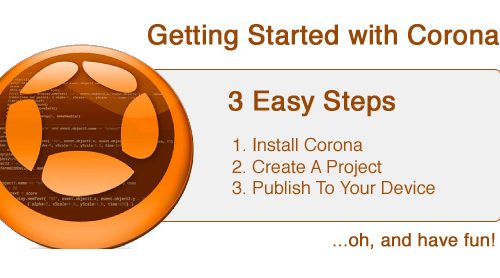 Getting Started with Corona
3 Easy Steps
1. Install Corona
2. Create A Project
3. Publish To Your Device
...oh, and have fun!